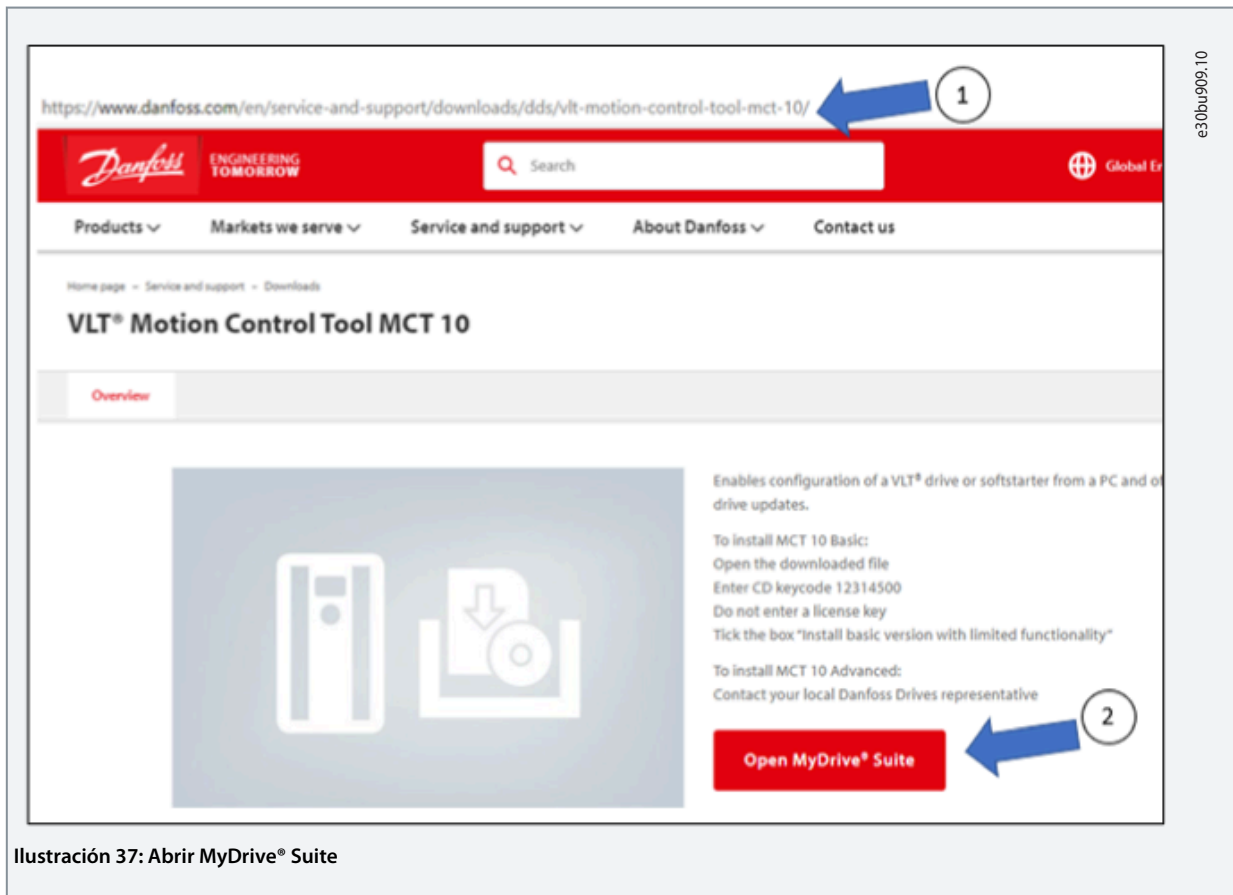 e30bu909.10
https://www.danfoss.com/en/service-and-support/downloads/dds/vlt-motion-control-tool-mct-10/
1
Danfoss
ENGINEERING
TOMORROW
Search
Global Er
Products
Markets we serve
Service and support
About Danfoss
Contact us
Home page – Service and support – Downloads
VLT® Motion Control Tool MCT 10
Overview
Enables configuration of a VLT® drive or softstarter from a PC and of
drive updates.
To install MCT 10 Basic:
Open the downloaded file
Enter CD keycode 12314500
Do not enter a license key
Tick the box "Install basic version with limited functionality"
To install MCT 10 Advanced:
Contact your local Danfoss Drives representative
2
Open MyDrive® Suite
Ilustración 37: Abrir MyDrive® Suite